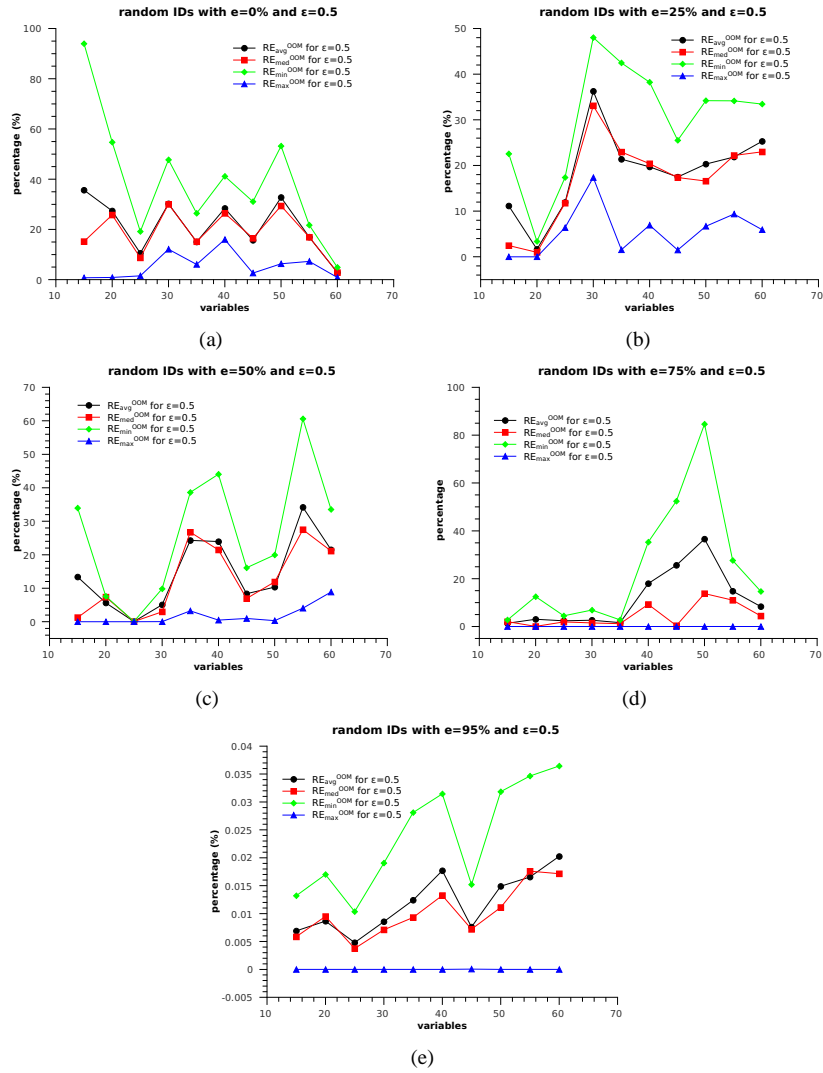 random IDs with e=0% and ε=0.5
RE_avg^OOM for ε=0.5
RE_med^OOM for ε=0.5
RE_min^OOM for ε=0.5
RE_max^OOM for ε=0.5
percentage (%)
100
80
60
40
20
0
10 20 30 40 50 60 70
variables
(a)
random IDs with e=25% and ε=0.5
RE_avg^OOM for ε=0.5
RE_med^OOM for ε=0.5
RE_min^OOM for ε=0.5
RE_max^OOM for ε=0.5
percentage (%)
50
40
30
20
10
0
10 20 30 40 50 60 70
variables
(b)
random IDs with e=50% and ε=0.5
RE_avg^OOM for ε=0.5
RE_med^OOM for ε=0.5
RE_min^OOM for ε=0.5
RE_max^OOM for ε=0.5
percentage (%)
70
60
50
40
30
20
10
0
10 20 30 40 50 60 70
variables
(c)
random IDs with e=75% and ε=0.5
RE_avg^OOM for ε=0.5
RE_med^OOM for ε=0.5
RE_min^OOM for ε=0.5
RE_max^OOM for ε=0.5
percentage
100
80
60
40
20
0
10 20 30 40 50 60 70
variables
(d)
random IDs with e=95% and ε=0.5
RE_avg^OOM for ε=0.5
RE_med^OOM for ε=0.5
RE_min^OOM for ε=0.5
RE_max^OOM for ε=0.5
percentage (%)
0.04
0.035
0.03
0.025
0.02
0.015
0.01
0.005
0
-0.005
10 20 30 40 50 60 70
variables
(e)